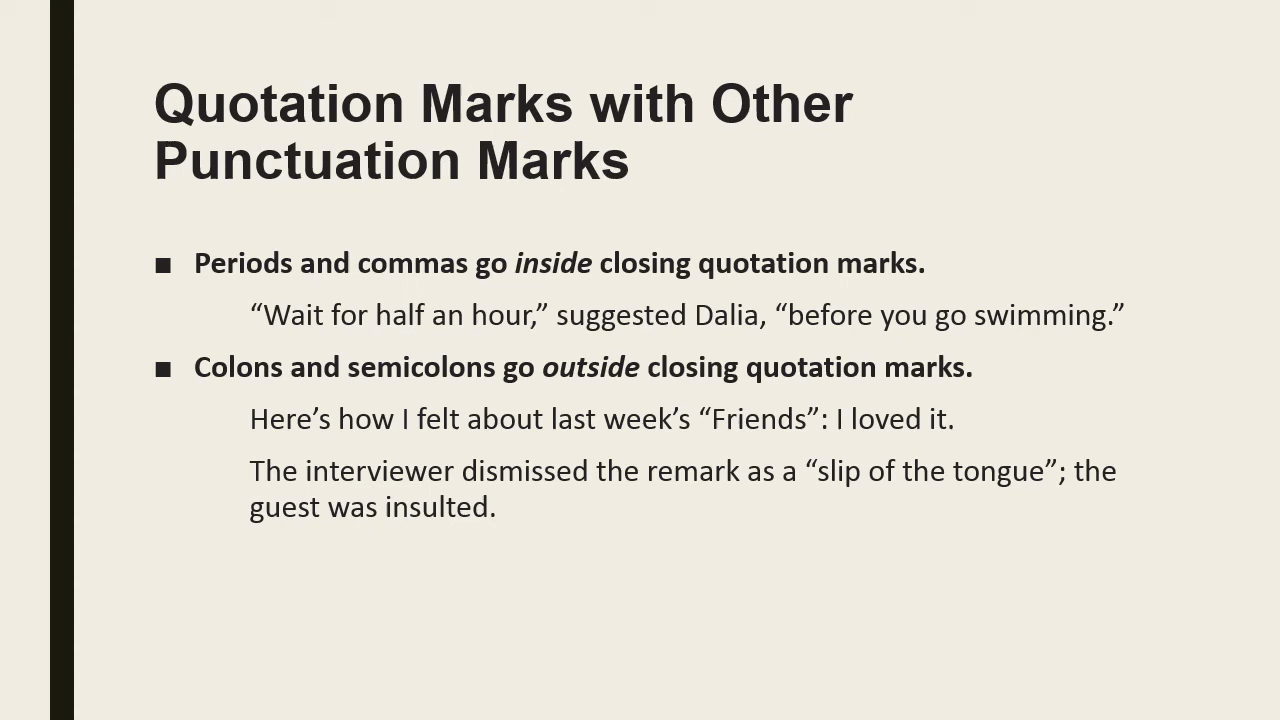 Quotation Marks with Other
Punctuation Marks
■ Periods and commas go inside closing quotation marks.
“Wait for half an hour,” suggested Dalia, “before you go swimming.”
■ Colons and semicolons go outside closing quotation marks.
Here’s how I felt about last week’s “Friends”: I loved it.
The interviewer dismissed the remark as a “slip of the tongue”; the
guest was insulted.